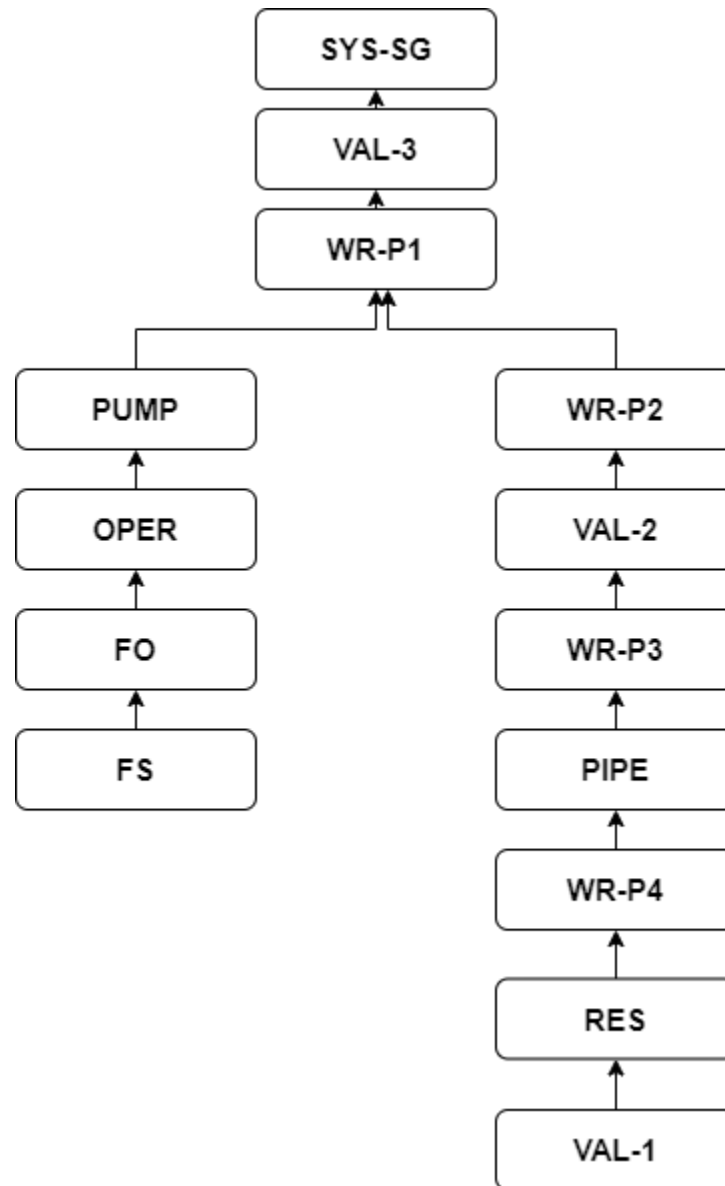 SYS-SG
VAL-3
WR-P1
PUMP
WR-P2
OPER
VAL-2
FO
WR-P3
FS
PIPE
WR-P4
RES
VAL-1